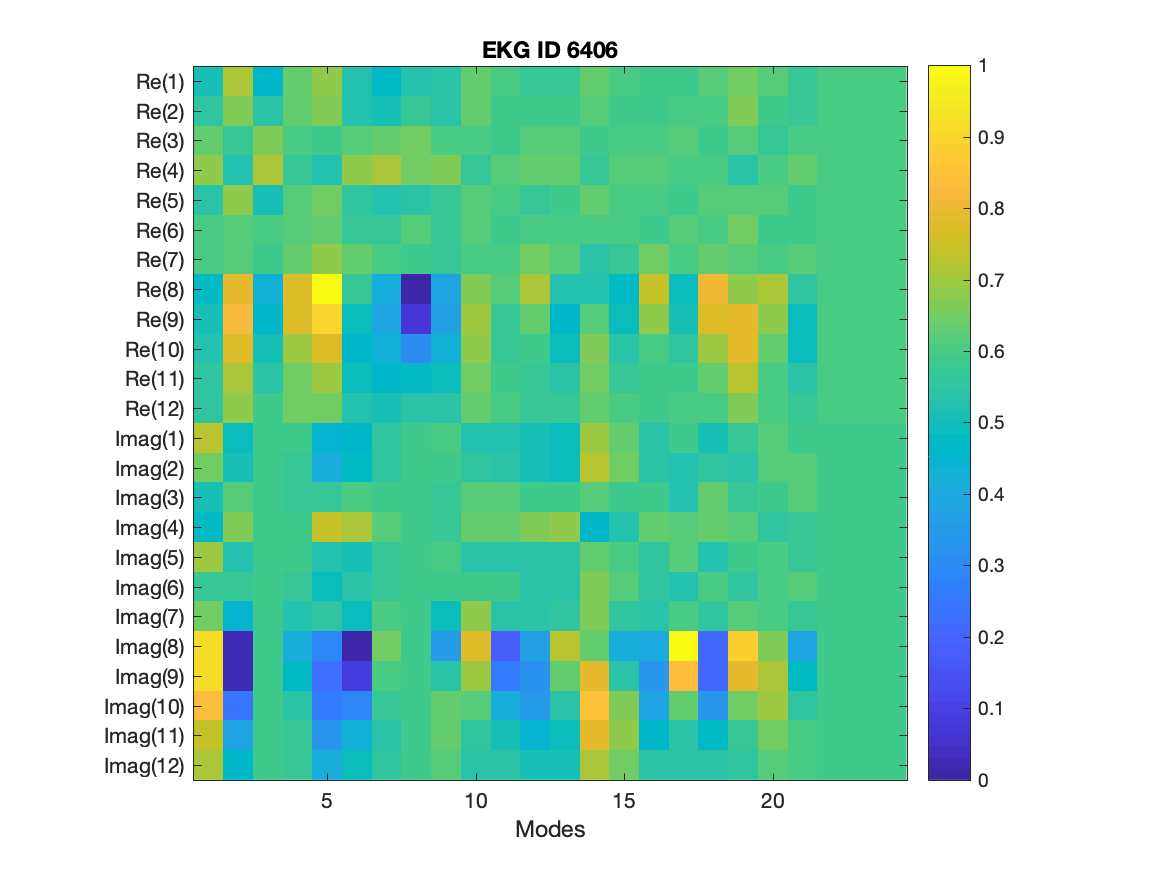 EKG ID 6406
Re(1)
Re(2)
Re(3)
Re(4)
Re(5)
Re(6)
Re(7)
Re(8)
Re(9)
Re(10)
Re(11)
Re(12)
Imag(1)
Imag(2)
Imag(3)
Imag(4)
Imag(5)
Imag(6)
Imag(7)
Imag(8)
Imag(9)
Imag(10)
Imag(11)
Imag(12)
5 10 15 20
Modes
1
0.9
0.8
0.7
0.6
0.5
0.4
0.3
0.2
0.1
0